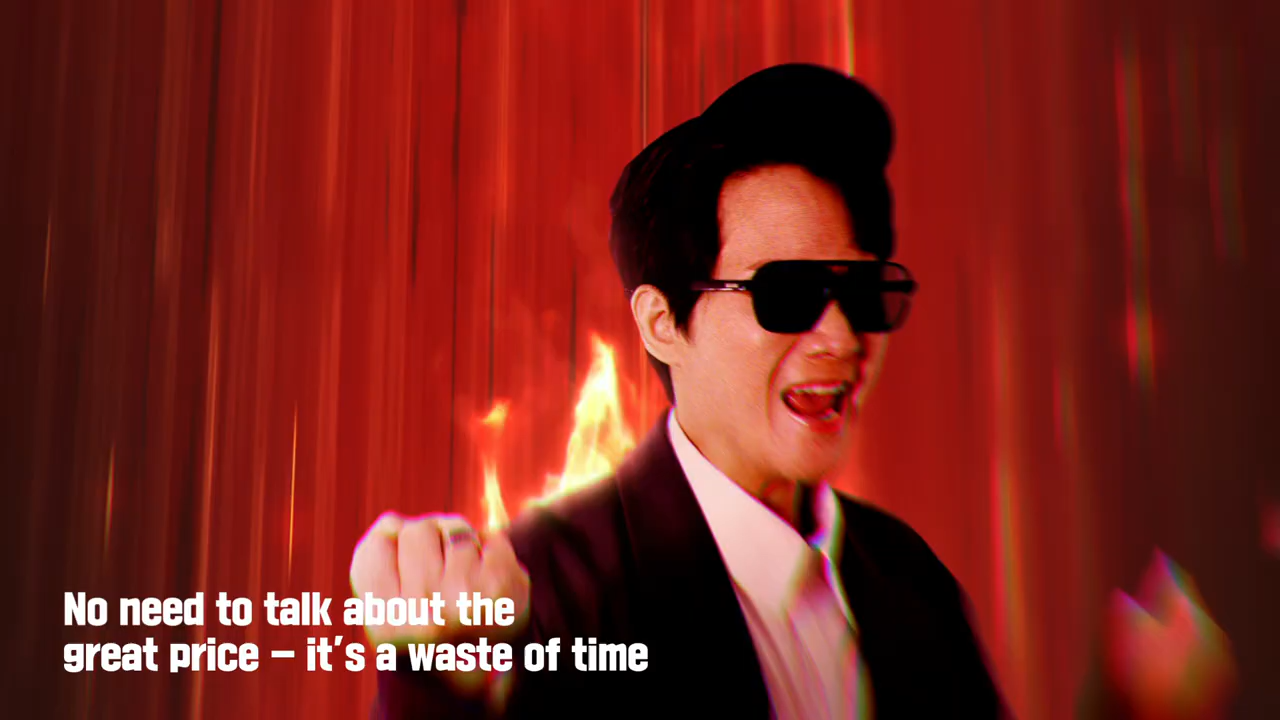 No need to talk about the
great price – it's a waste of time